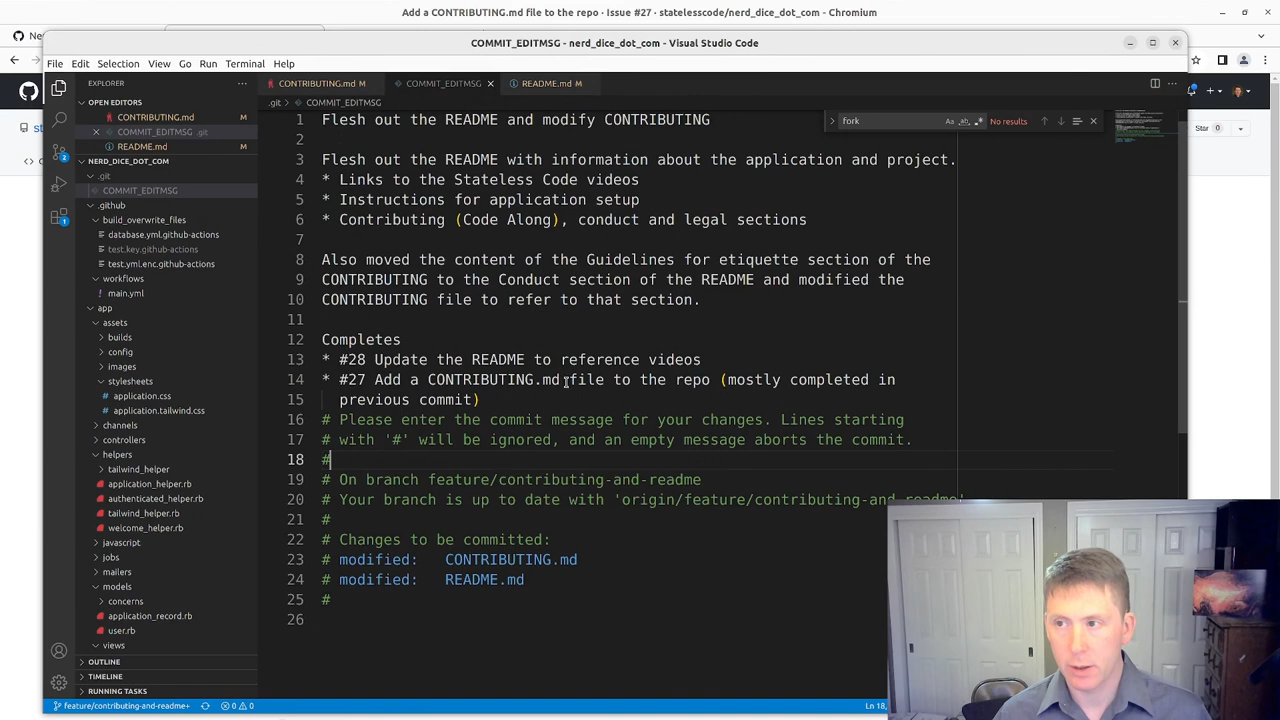 Add a CONTRIBUTING.md file to the repo · Issue #27 · statelesscode/nerd_dice_dot_com - Chromium
COMMIT_EDITMSG - nerd_dice_dot_com - Visual Studio Code
File Edit Selection View Go Run Terminal Help
EXPLORER
OPEN EDITORS
CONTRIBUTING.md M
COMMIT_EDITMSG .git
README.md M
NERD_DICE_DOT_COM
.git
COMMIT_EDITMSG
.github
build_overwrite_files
database.yml.github-actions
test.key.github-actions
test.yml.enc.github-actions
workflows
main.yml
app
assets
builds
config
images
stylesheets
application.css
application.tailwind.css
channels
controllers
helpers
tailwind_helper
application_helper.rb
authenticated_helper.rb
tailwind_helper.rb
welcome_helper.rb
javascript
jobs
mailers
models
concerns
application_record.rb
user.rb
views
OUTLINE
TIMELINE
RUNNING TASKS
CONTRIBUTING.md M COMMIT_EDITMSG README.md M
.git > COMMIT_EDITMSG
fork Aa ab .* No results
1 Flesh out the README and modify CONTRIBUTING
2
3 Flesh out the README with information about the application and project.
4 * Links to the Stateless Code videos
5 * Instructions for application setup
6 * Contributing (Code Along), conduct and legal sections
7
8 Also moved the content of the Guidelines for etiquette section of the
9 CONTRIBUTING to the Conduct section of the README and modified the
10 CONTRIBUTING file to refer to that section.
11
12 Completes
13 * #28 Update the README to reference videos
14 * #27 Add a CONTRIBUTING.md file to the repo (mostly completed in
15 previous commit)
16 # Please enter the commit message for your changes. Lines starting
17 # with '#' will be ignored, and an empty message aborts the commit.
18 #
19 # On branch feature/contributing-and-readme
20 # Your branch is up to date with 'origin/feature/contributing-and-readme'
21 #
22 # Changes to be committed:
23 # modified: CONTRIBUTING.md
24 # modified: README.md
25 #
26
Star 0
feature/contributing-and-readme+ 0 0